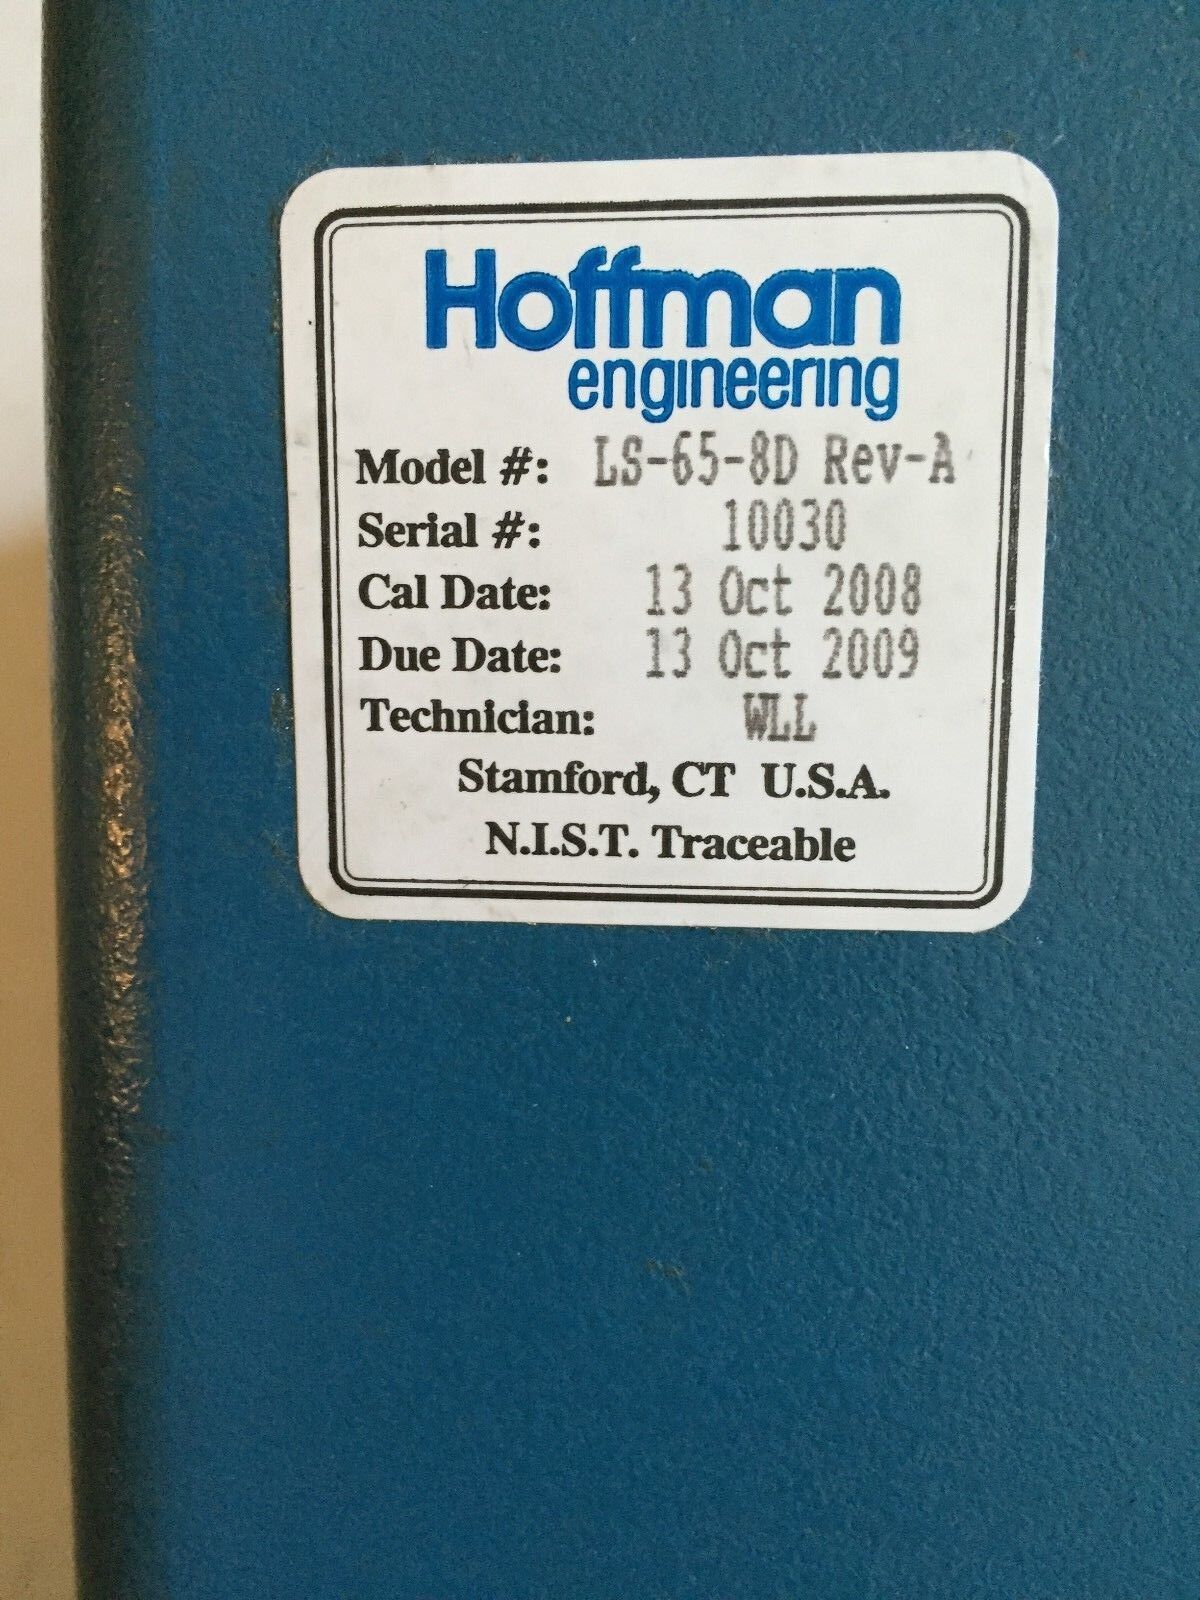 Hoffman
engineering
Model #: LS-65-8D Rev-A
Serial #: 10030
Cal Date: 13 Oct 2008
Due Date: 13 Oct 2009
Technician: WLL
Stamford, CT U.S.A.
N.I.S.T. Traceable